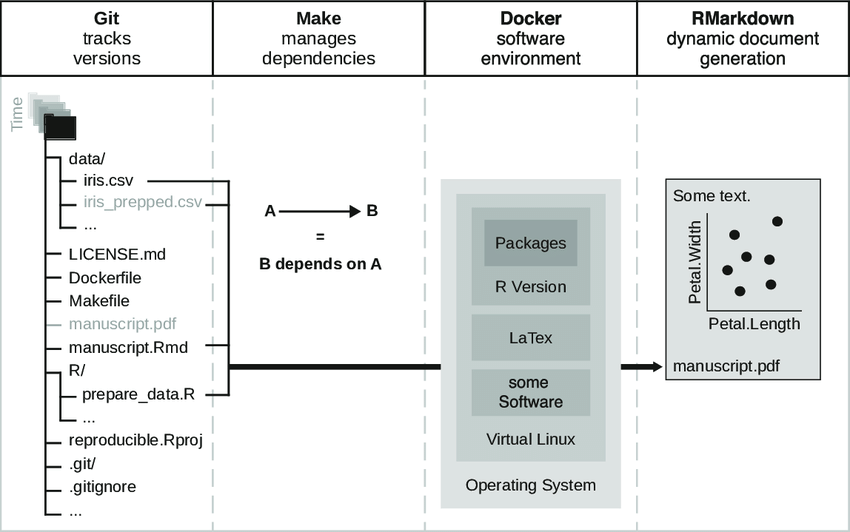 Git
tracks
versions
Make
manages
dependencies
Docker
software
environment
RMarkdown
dynamic document
generation
Time
data/
iris.csv
iris_prepped.csv
...
LICENSE.md
Dockerfile
Makefile
manuscript.pdf
manuscript.Rmd
R/
prepare_data.R
...
reproducible.Rproj
.git/
.gitignore
...
A B
=
B depends on A
Packages
R Version
LaTex
some
Software
Virtual Linux
Operating System
Some text.
Petal.Width
Petal.Length
manuscript.pdf